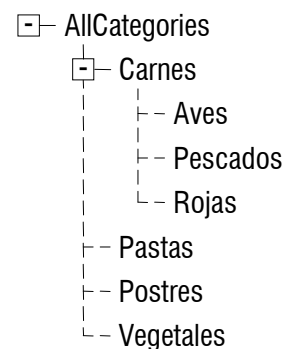 AllCategories
Carnes
Aves
Pescados
Rojas
Pastas
Postres
Vegetales